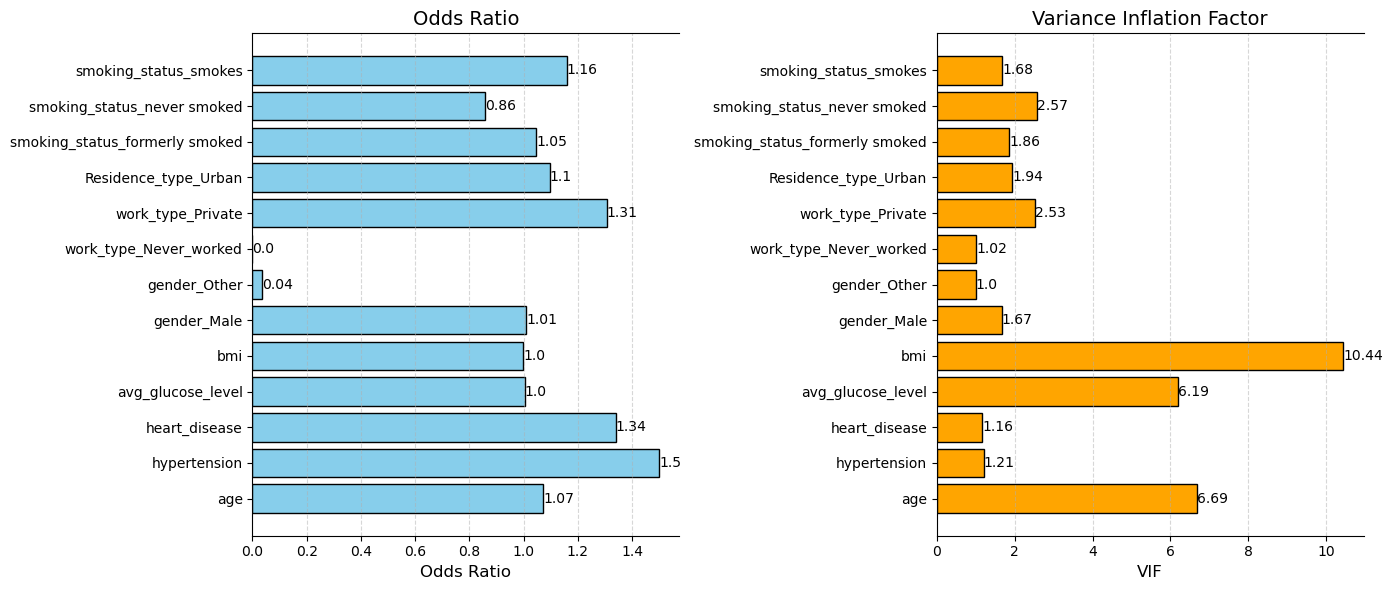 Odds Ratio
smoking_status_smokes
1.16
smoking_status_never smoked
0.86
smoking_status_formerly smoked
1.05
Residence_type_Urban
1.1
work_type_Private
1.31
work_type_Never_worked
0.0
gender_Other
0.04
gender_Male
1.01
bmi
1.0
avg_glucose_level
1.0
heart_disease
1.34
hypertension
1.5
age
1.07
0.0 0.2 0.4 0.6 0.8 1.0 1.2 1.4
Odds Ratio
Variance Inflation Factor
smoking_status_smokes
1.68
smoking_status_never smoked
2.57
smoking_status_formerly smoked
1.86
Residence_type_Urban
1.94
work_type_Private
2.53
work_type_Never_worked
1.02
gender_Other
1.0
gender_Male
1.67
bmi
10.44
avg_glucose_level
6.19
heart_disease
1.16
hypertension
1.21
age
6.69
0 2 4 6 8 10
VIF